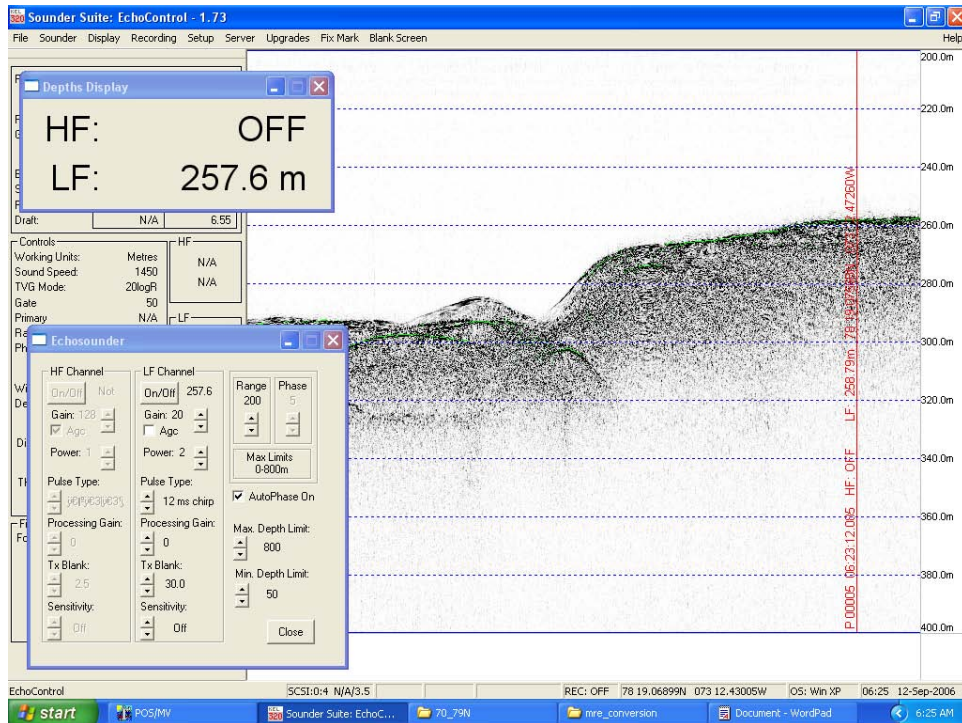 Sounder Suite: EchoControl - 1.73
File Sounder Display Recording Setup Server Upgrades Fix Mark Blank Screen Help
Depths Display
HF: OFF
LF: 257.6 m
Draft: N/A 6.55
Controls
Working Units: Metres
Sound Speed: 1450
TVG Mode: 20logR
Gate 50
Primary N/A
HF
N/A
N/A
LF
Echosounder
HF Channel
On/Off Not
Gain: 128
Agc
Power: 1
Pulse Type:
Processing Gain:
0
Tx Blank:
2.5
Sensitivity:
Off
LF Channel
On/Off 257.6
Gain: 20
Agc
Power: 2
Pulse Type:
12 ms chirp
Processing Gain:
0
Tx Blank:
30.0
Sensitivity:
Off
Range
200
Phase
5
Max Limits
0-800m
AutoPhase On
Max. Depth Limit:
800
Min. Depth Limit:
50
Close
200.0m
220.0m
240.0m
260.0m
280.0m
300.0m
320.0m
340.0m
360.0m
380.0m
400.0m
P 00005 06:23:12 005 HF: OFF LF: 258.79m
EchoControl SCSI:0:4 N/A/3.5 REC: OFF 78 19.06899N 073 12.43005W OS: Win XP 06:25 12-Sep-2006
start POS/MV Sounder Suite: EchoC... 70_79N mre_conversion Document - WordPad 6:25 AM